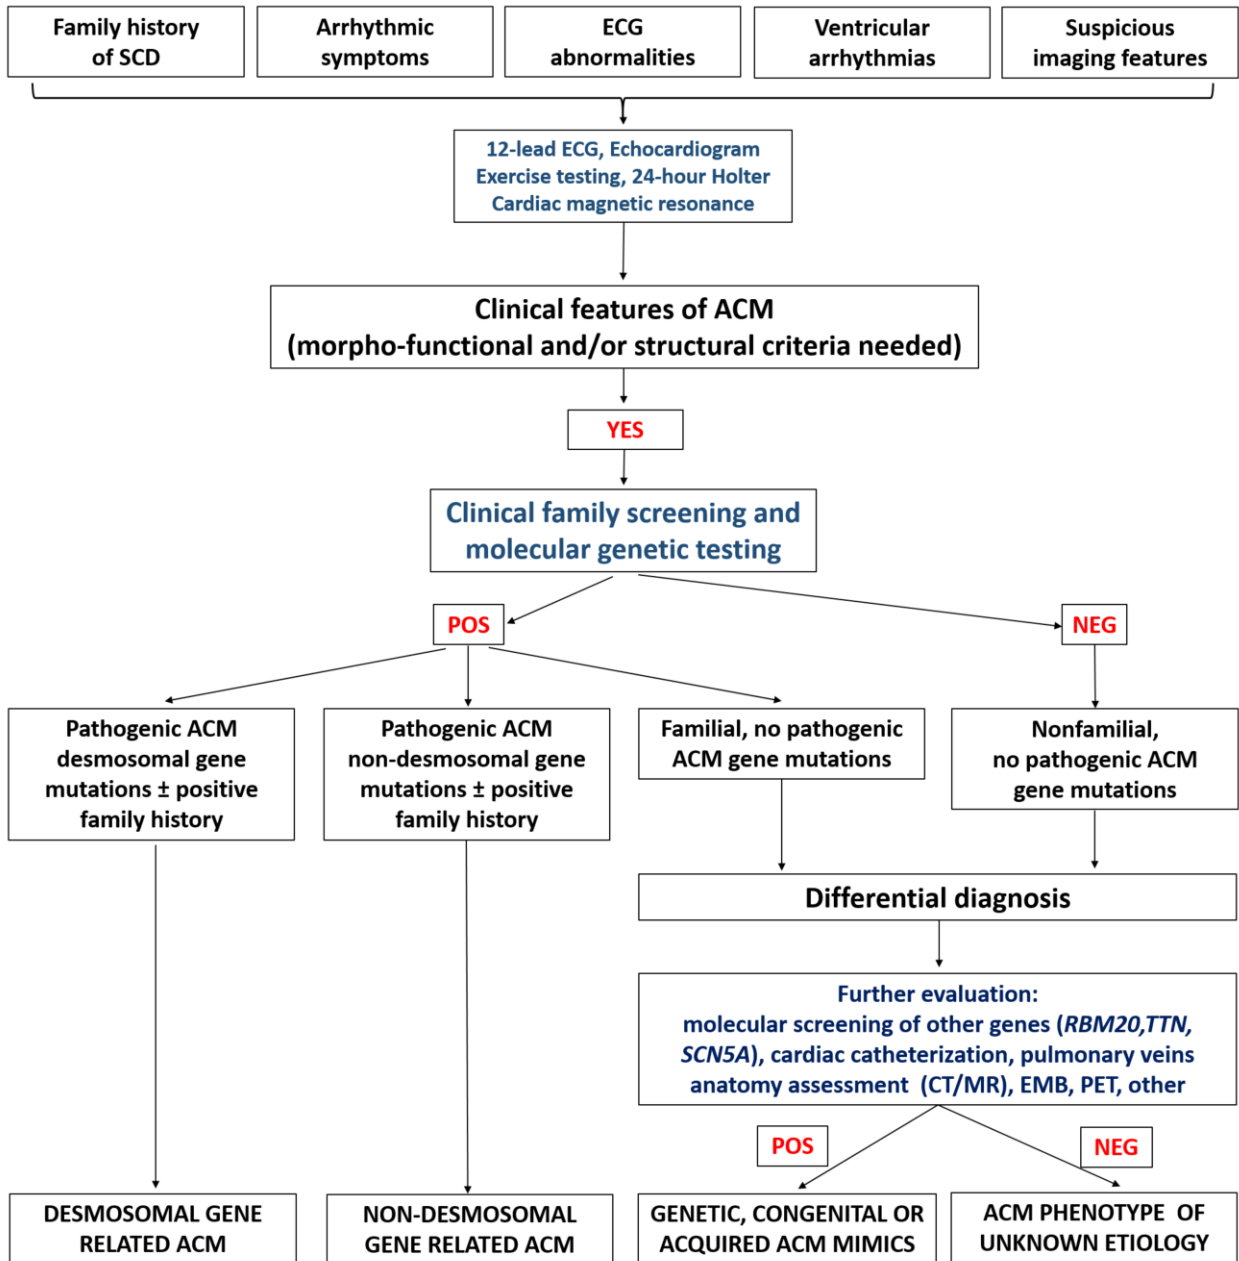 Family history
of SCD
Arrhythmic
symptoms
ECG
abnormalities
Ventricular
arrhythmias
Suspicious
imaging features
12-lead ECG, Echocardiogram
Exercise testing, 24-hour Holter
Cardiac magnetic resonance
Clinical features of ACM
(morpho-functional and/or structural criteria needed)
YES
Clinical family screening and
molecular genetic testing
POS
NEG
Pathogenic ACM
desmosomal gene
mutations ± positive
family history
Pathogenic ACM
non-desmosomal gene
mutations ± positive
family history
Familial, no pathogenic
ACM gene mutations
Nonfamilial,
no pathogenic ACM
gene mutations
Differential diagnosis
Further evaluation:
molecular screening of other genes (RBM20,TTN,
SCN5A), cardiac catheterization, pulmonary veins
anatomy assessment (CT/MR), EMB, PET, other
POS
NEG
DESMOSOMAL GENE
RELATED ACM
NON-DESMOSOMAL
GENE RELATED ACM
GENETIC, CONGENITAL OR
ACQUIRED ACM MIMICS
ACM PHENOTYPE OF
UNKNOWN ETIOLOGY